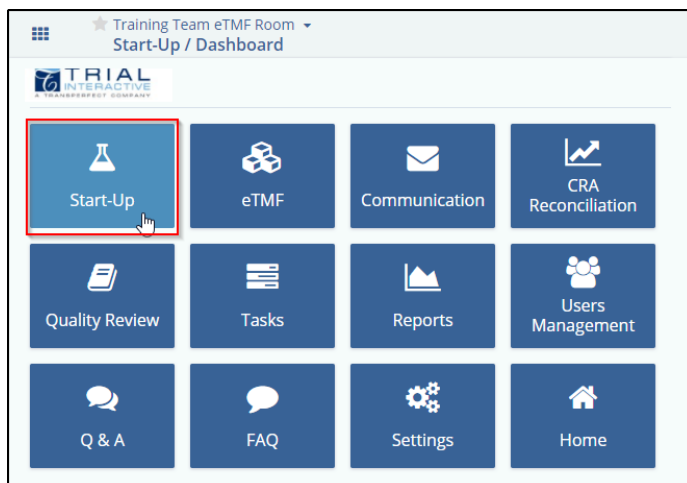 Training Team eTMF Room
Start-Up / Dashboard
TRIAL
INTERACTIVE
A TRANSPERFECT COMPANY
Start-Up
eTMF
Communication
CRA
Reconciliation
Quality Review
Tasks
Reports
Users
Management
Q & A
FAQ
Settings
Home